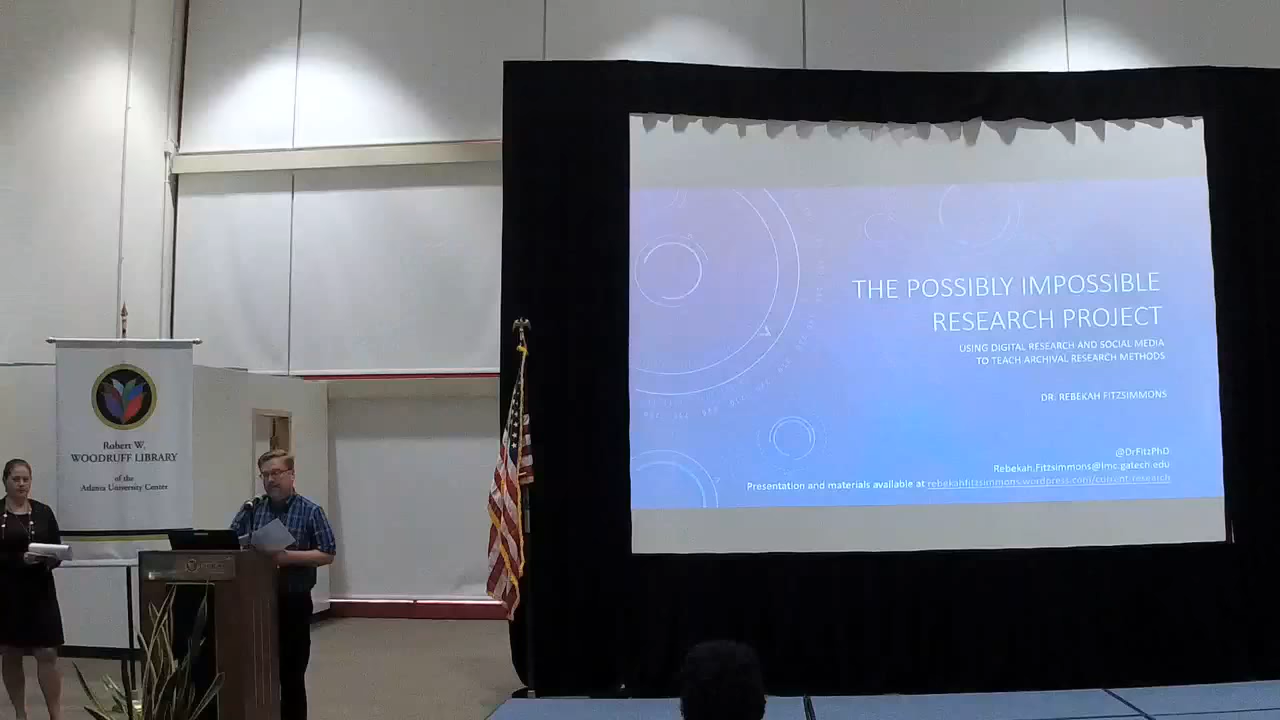 Robert W.
WOODRUFF LIBRARY
of the
Atlanta University Center
THE POSSIBLY IMPOSSIBLE
RESEARCH PROJECT
USING DIGITAL RESEARCH AND SOCIAL MEDIA
TO TEACH ARCHIVAL RESEARCH METHODS
DR. REBEKAH FITZSIMMONS
@DrFitzPhD
Rebekah.Fitzsimmons@lmc.gatech.edu
Presentation and materials available at rebekahfitzsimmons.wordpress.com/current-research